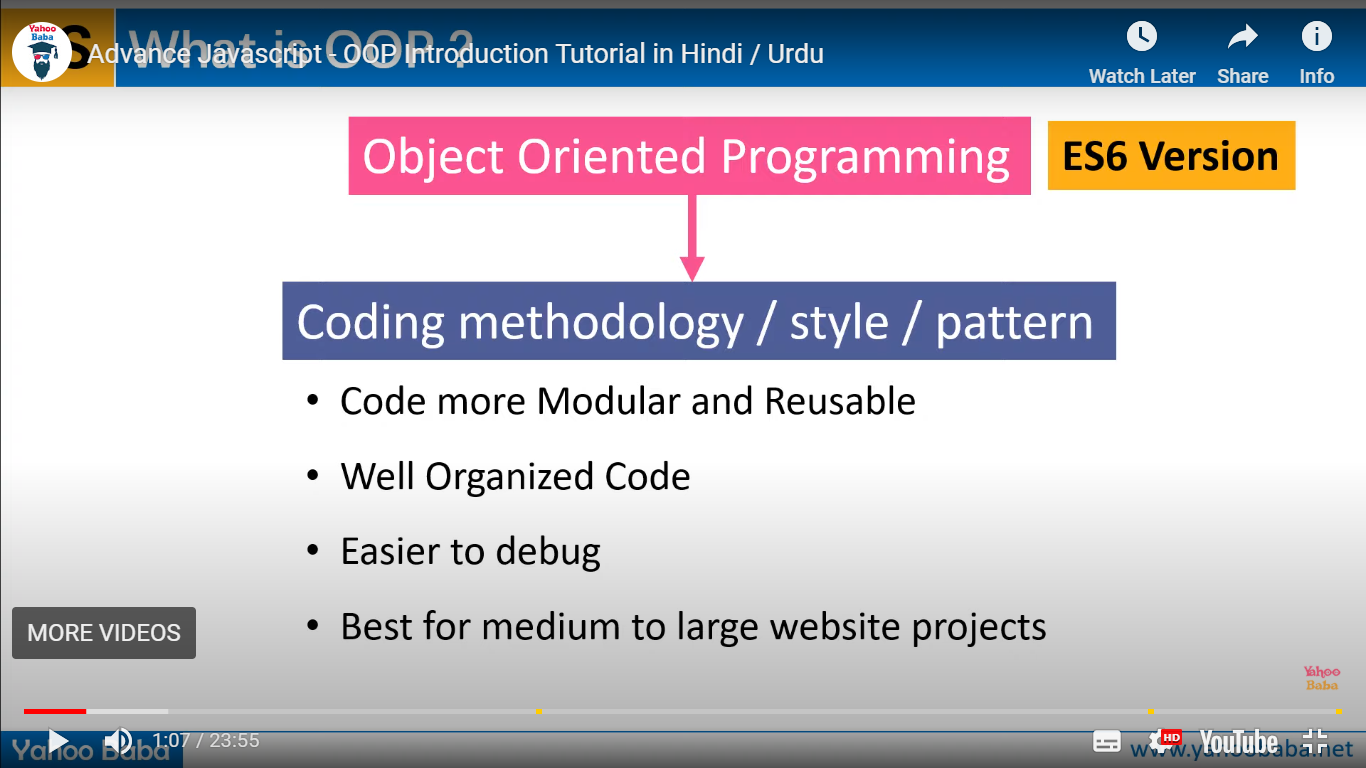 Yahoo
Baba
JS What is OOP ?
Advance Javascript - OOP Introduction Tutorial in Hindi / Urdu
Watch Later
Share
Info
Object Oriented Programming
ES6 Version
Coding methodology / style / pattern
• Code more Modular and Reusable
• Well Organized Code
• Easier to debug
• Best for medium to large website projects
MORE VIDEOS
Yahoo
Baba
1:07 / 23:55
HD
YouTube
Yahoo Baba
www.yahoobaba.net